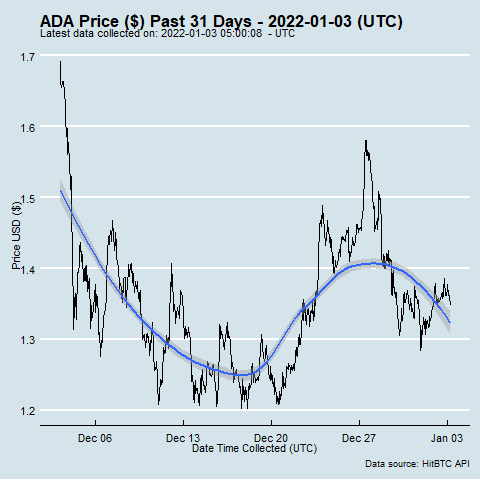 ADA Price ($) Past 31 Days - 2022-01-03 (UTC)
Latest data collected on: 2022-01-03 05:00:08 - UTC
1.7
1.6
1.5
1.4
1.3
1.2
Price USD ($)
Dec 06 Dec 13 Dec 20 Dec 27 Jan 03
Date Time Collected (UTC)
Data source: HitBTC API